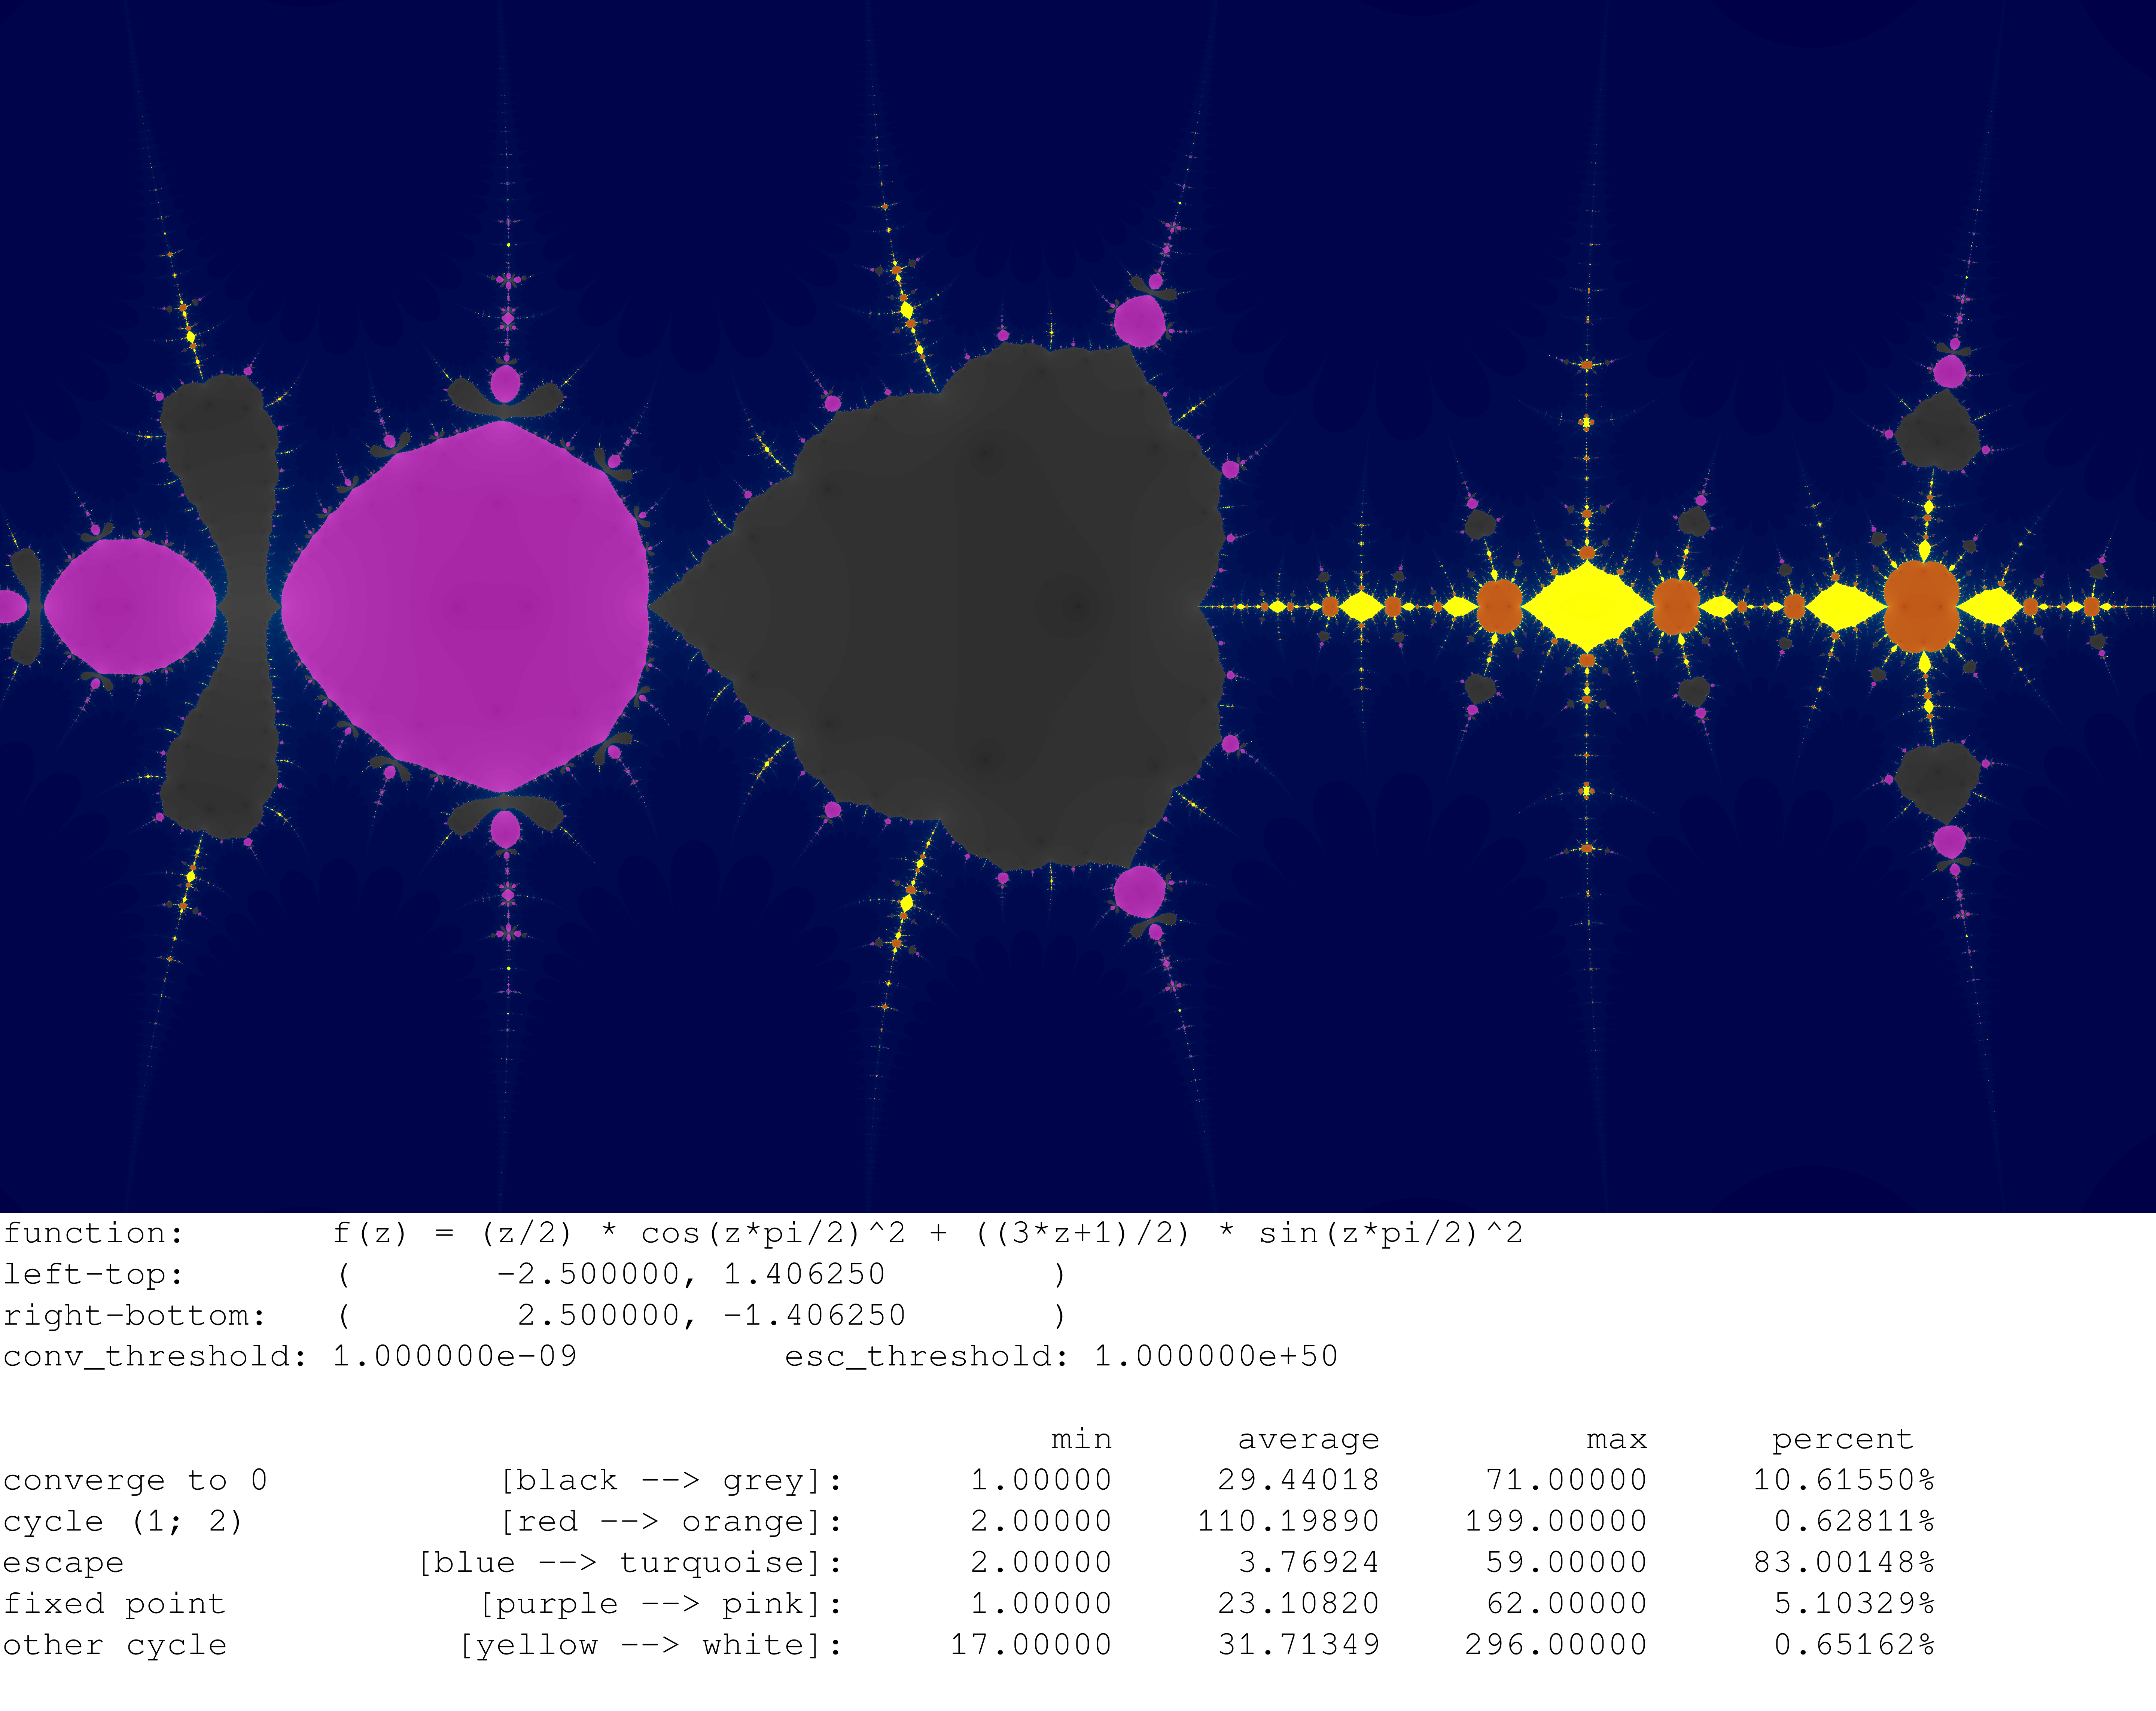 function: f(z) = (z/2) * cos(z*pi/2)^2 + ((3*z+1)/2) * sin(z*pi/2)^2
left-top: ( -2.500000, 1.406250 )
right-bottom: ( 2.500000, -1.406250 )
conv_threshold: 1.000000e-09 esc_threshold: 1.000000e+50
min average max percent
converge to 0 [black --> grey]: 1.00000 29.44018 71.00000 10.61550%
cycle (1; 2) [red --> orange]: 2.00000 110.19890 199.00000 0.62811%
escape [blue --> turquoise]: 2.00000 3.76924 59.00000 83.00148%
fixed point [purple --> pink]: 1.00000 23.10820 62.00000 5.10329%
other cycle [yellow --> white]: 17.00000 31.71349 296.00000 0.65162%